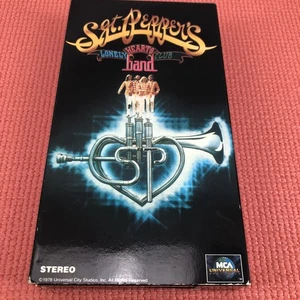 Sgt. PEPPER'S
LONELY HEARTS CLUB
band
STEREO
©1978 Universal City Studios, Inc. All Rights Reserved
MCA
UNIVERSAL